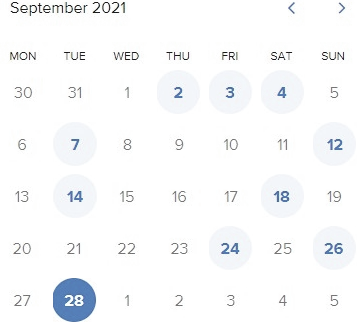 September 2021
MON TUE WED THU FRI SAT SUN
30 31 1 2 3 4 5
6 7 8 9 10 11 12
13 14 15 16 17 18 19
20 21 22 23 24 25 26
27 28 1 2 3 4 5